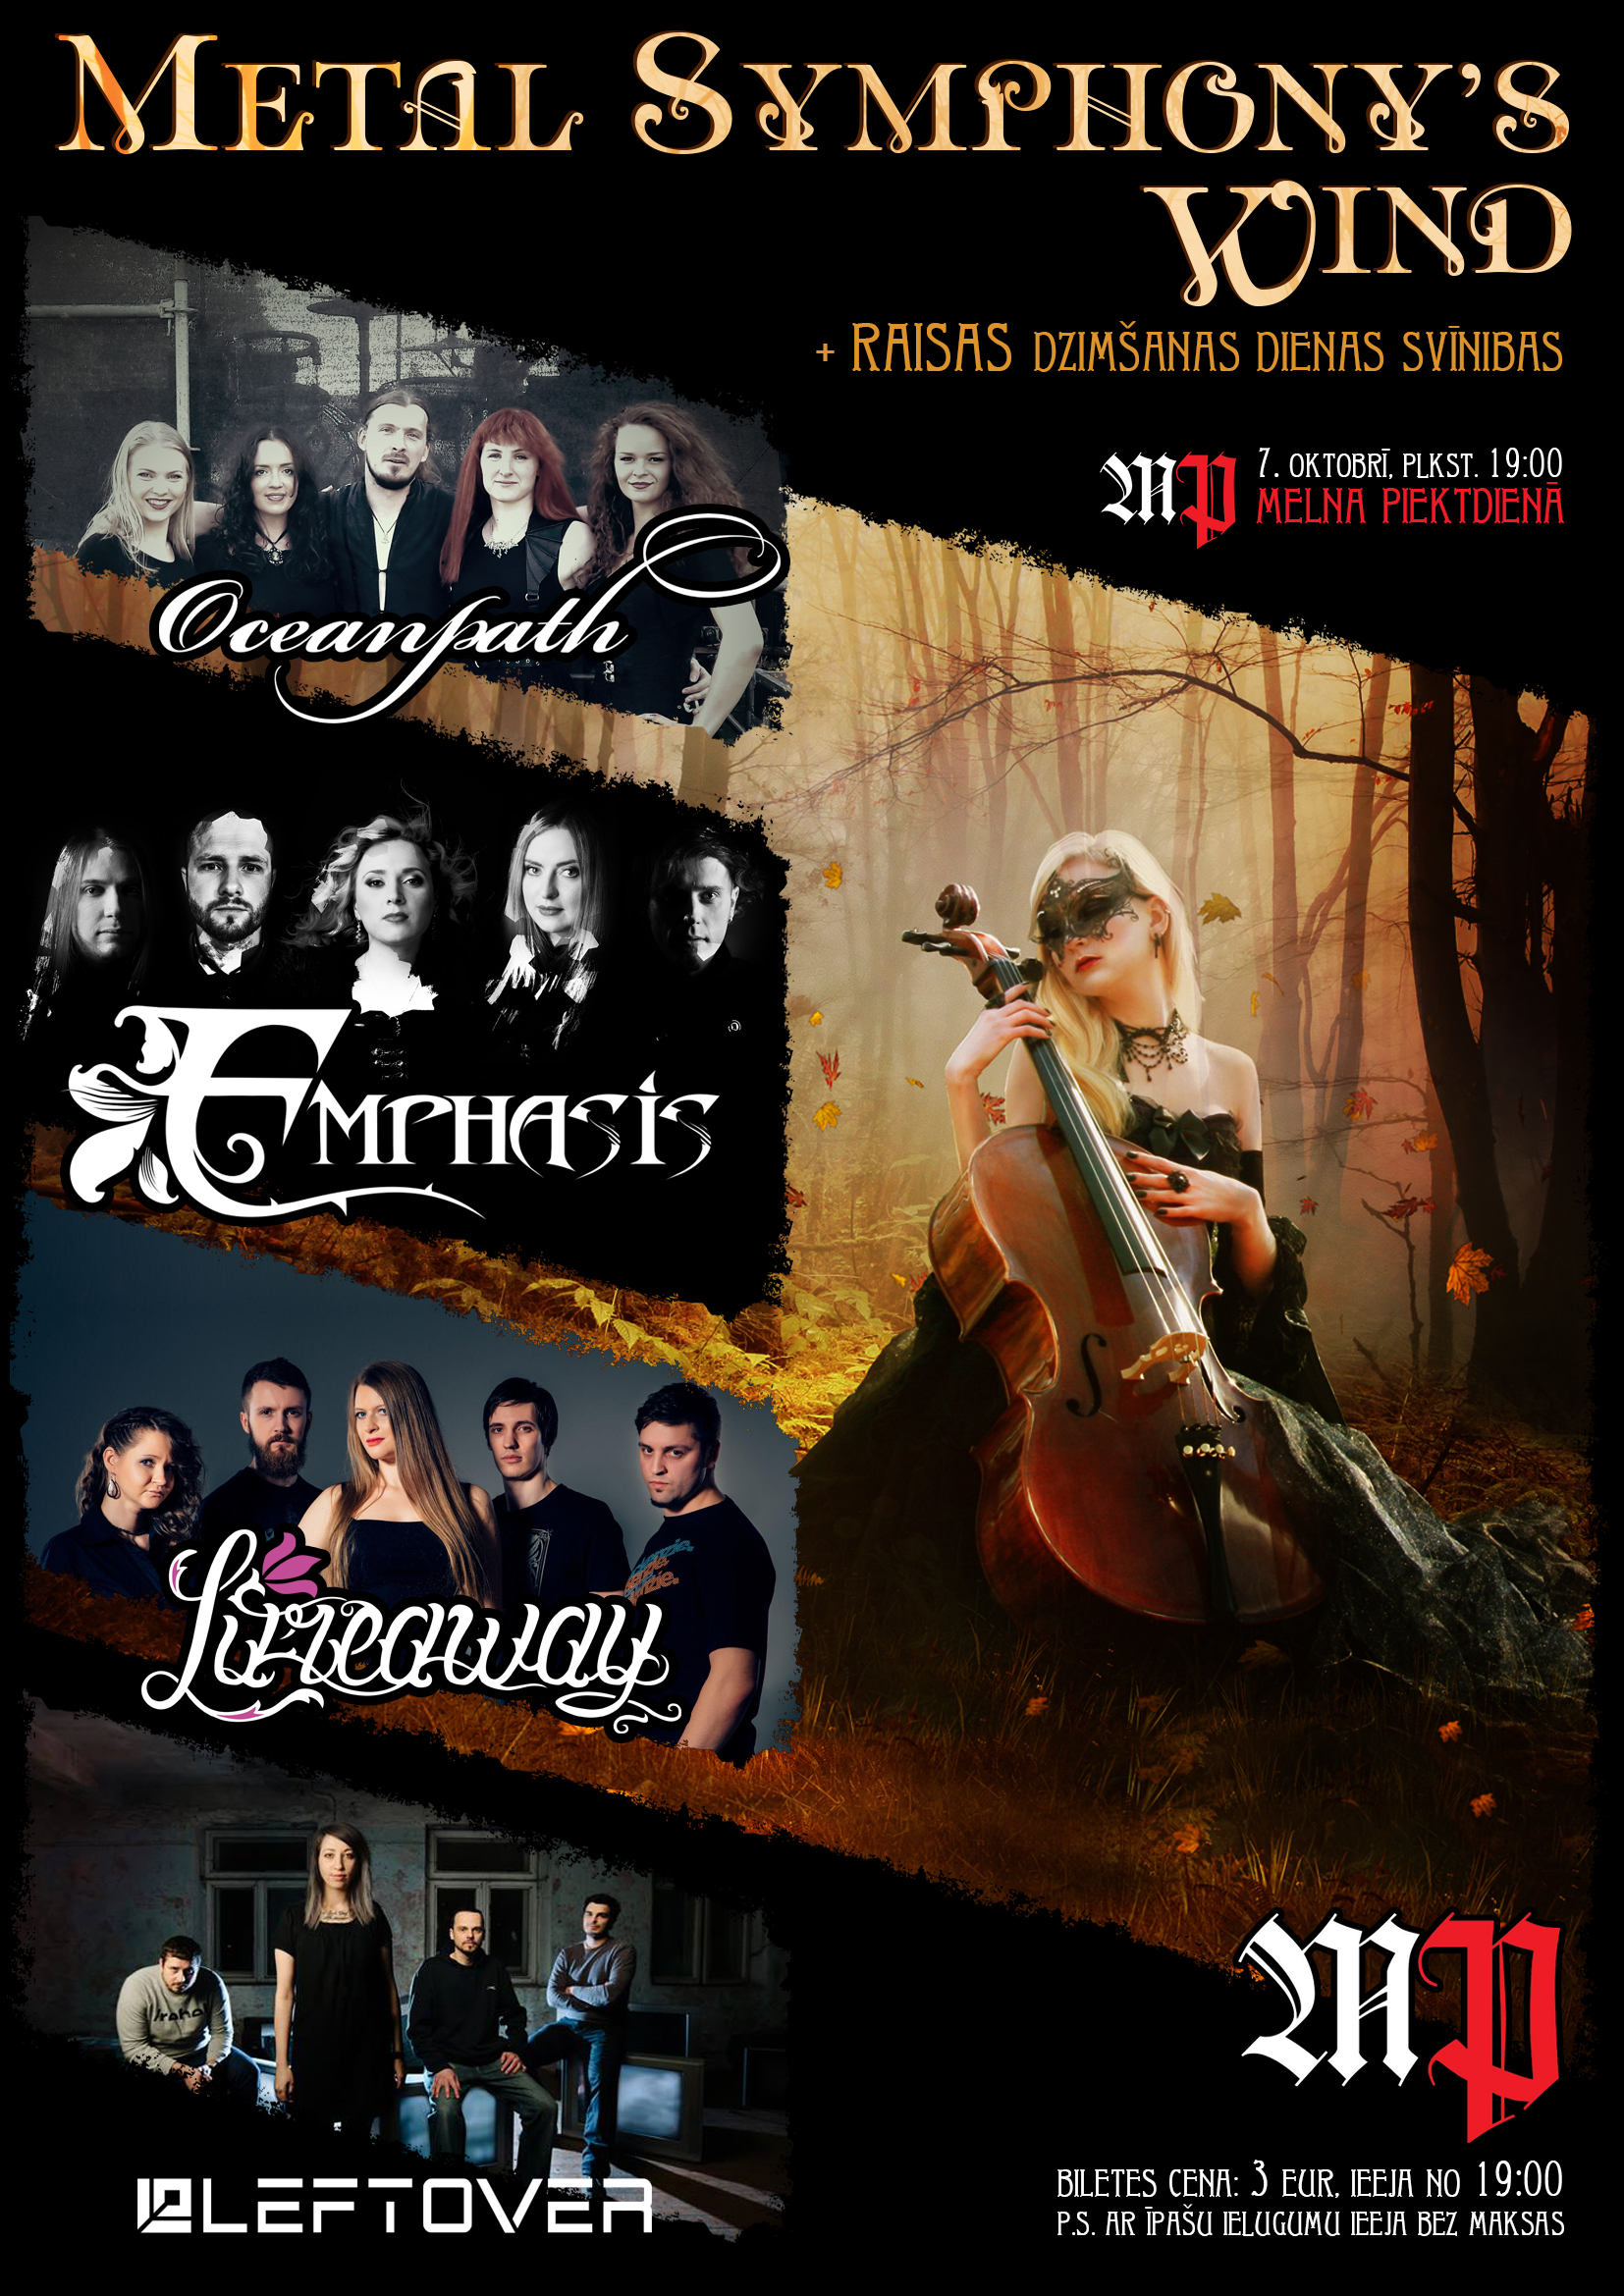 METAL SYMPHONY'S
WIND
+ RAISAS DZIMŠANAS DIENAS SVĪNIBAS
MP
7. OKTOBRĪ, PLKST. 19:00
MELNA PIEKTDIENĀ
Oceanpath
EMPHASIS
Lireaway
LEFTOVER
MP
BILETES CENA: 3 EUR, IEEJA NO 19:00
P.S. AR ĪPAŠU IELUGUMU IEEJA BEZ MAKSAS